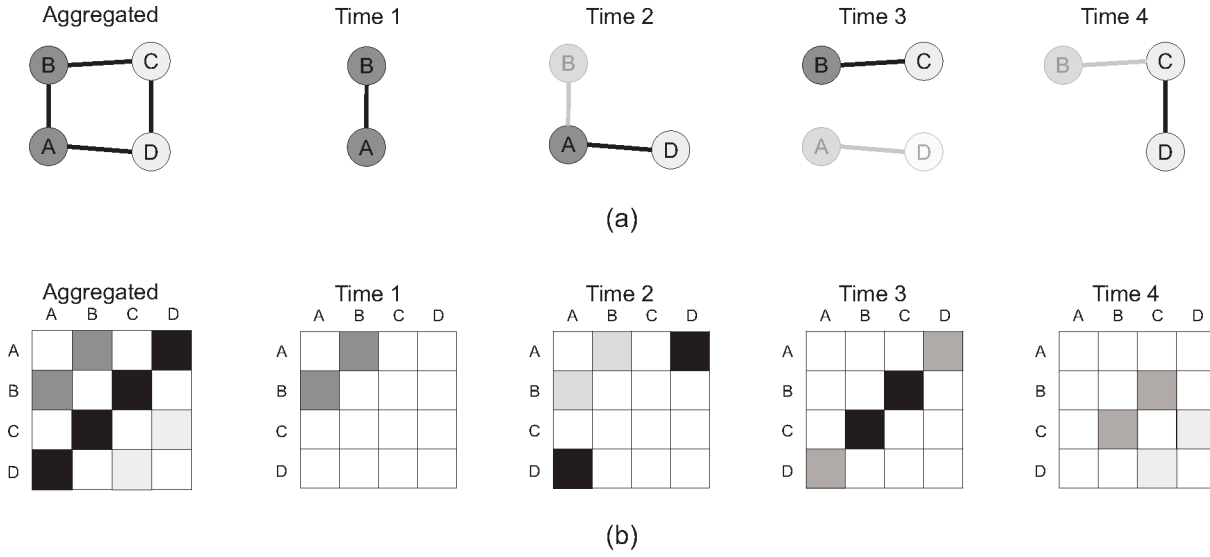 Aggregated Time 1 Time 2 Time 3 Time 4
B C B B B C B C
A D A A D A D D
(a)
Aggregated Time 1 Time 2 Time 3 Time 4
A B C D A B C D A B C D A B C D A B C D
A A A A A
B B B B B
C C C C C
D D D D D
(b)